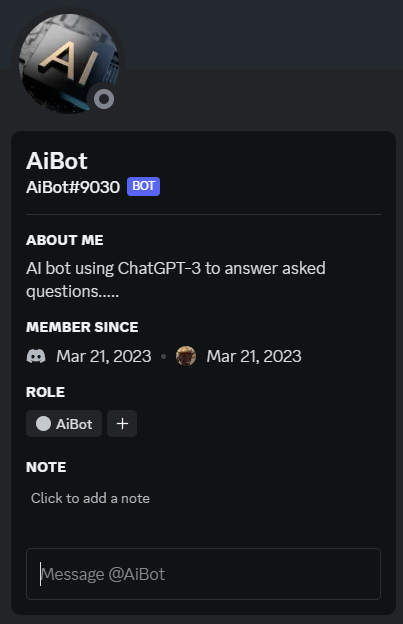 AI
AiBot
AiBot#9030 BOT
ABOUT ME
AI bot using ChatGPT-3 to answer asked
questions.....
MEMBER SINCE
Mar 21, 2023 • Mar 21, 2023
ROLE
AiBot +
NOTE
Click to add a note
Message @AiBot